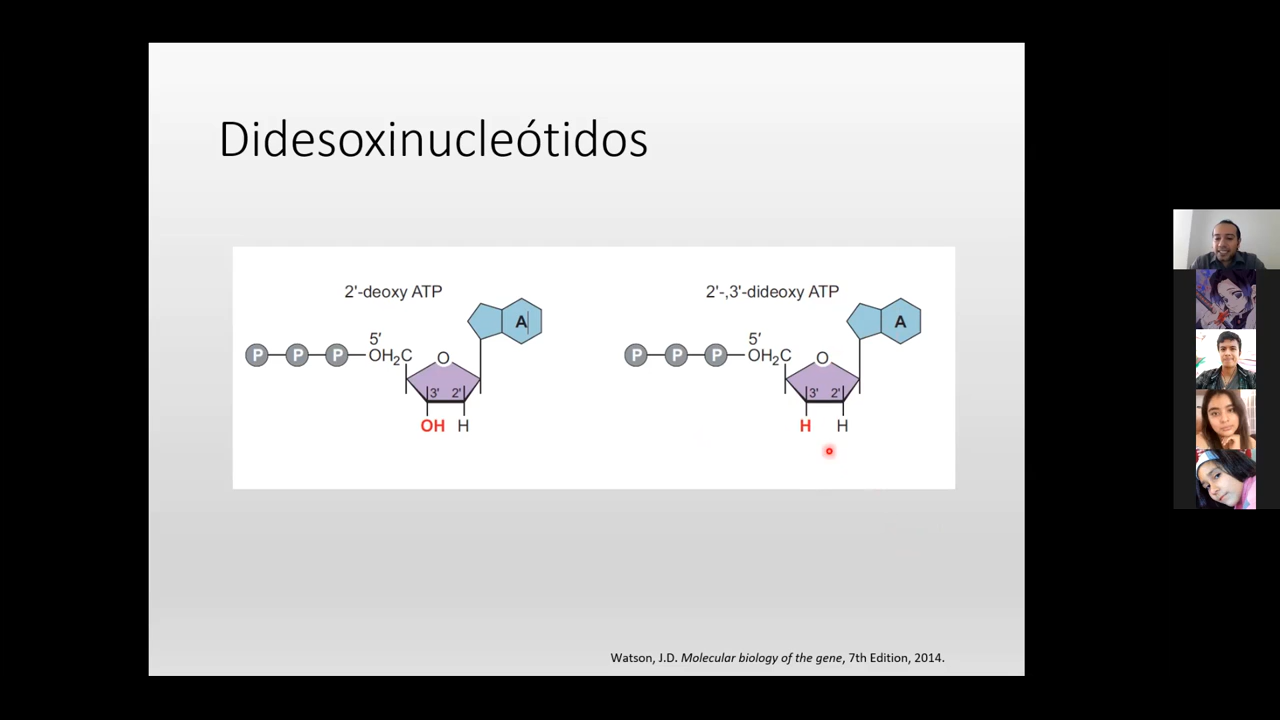 Didesoxinucleótidos
2'-deoxy ATP
A
5'
P P P OH₂C O
3' 2'
OH H
2'-,3'-dideoxy ATP
A
5'
P P P OH₂C O
3' 2'
H H
Watson, J.D. Molecular biology of the gene, 7th Edition, 2014.